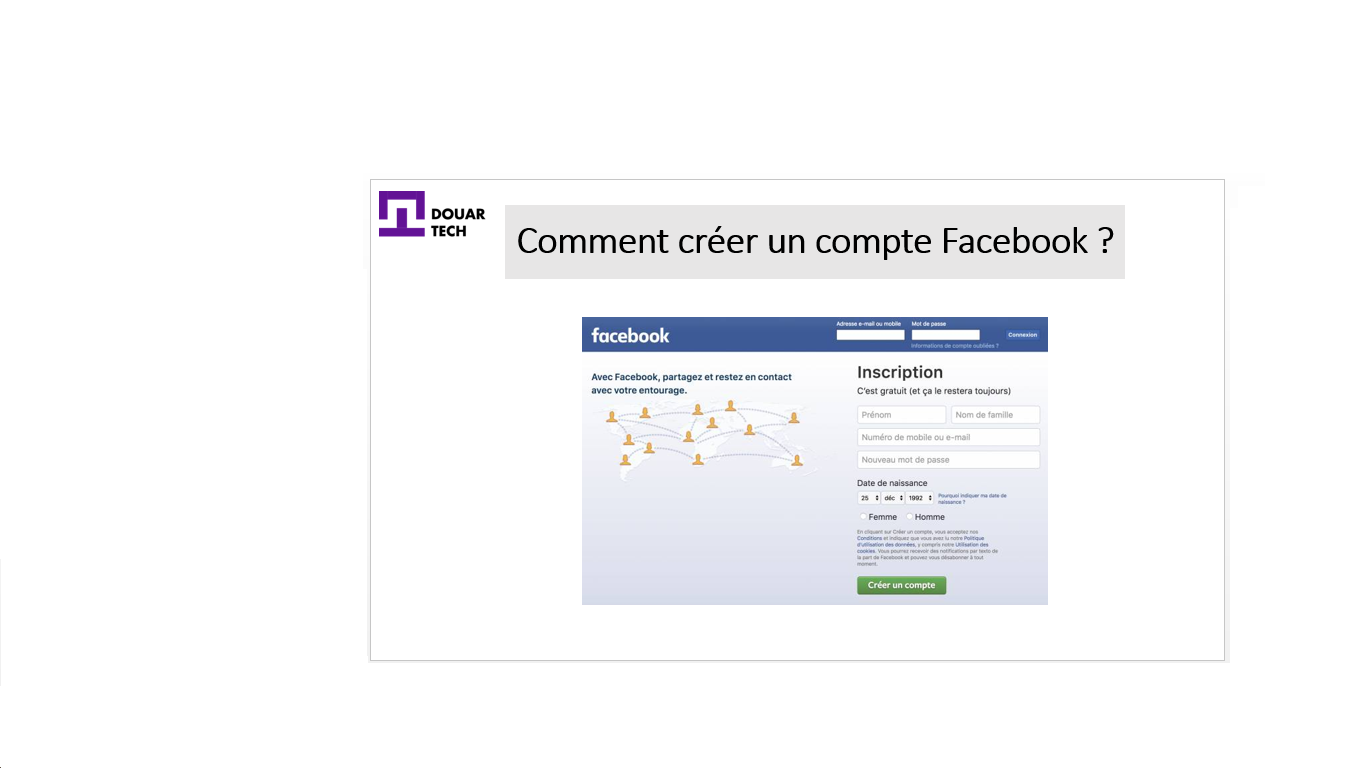 DOUAR
TECH
Comment créer un compte Facebook ?
facebook
Adresse e-mail ou mobile
Mot de passe
Connexion
Informations de compte oubliées ?
Avec Facebook, partagez et restez en contact
avec votre entourage.
Inscription
C'est gratuit (et ça le restera toujours)
Prénom
Nom de famille
Numéro de mobile ou e-mail
Nouveau mot de passe
Date de naissance
25 déc 1992
Pourquoi indiquer ma date de
naissance ?
Femme Homme
En cliquant sur Créer un compte, vous acceptez nos
Conditions et indiquez que vous avez lu notre Politique
d'utilisation des données, y compris notre Utilisation des
cookies. Vous pourrez recevoir des notifications par texto de
la part de Facebook et pouvez vous désabonner à tout
moment.
Créer un compte